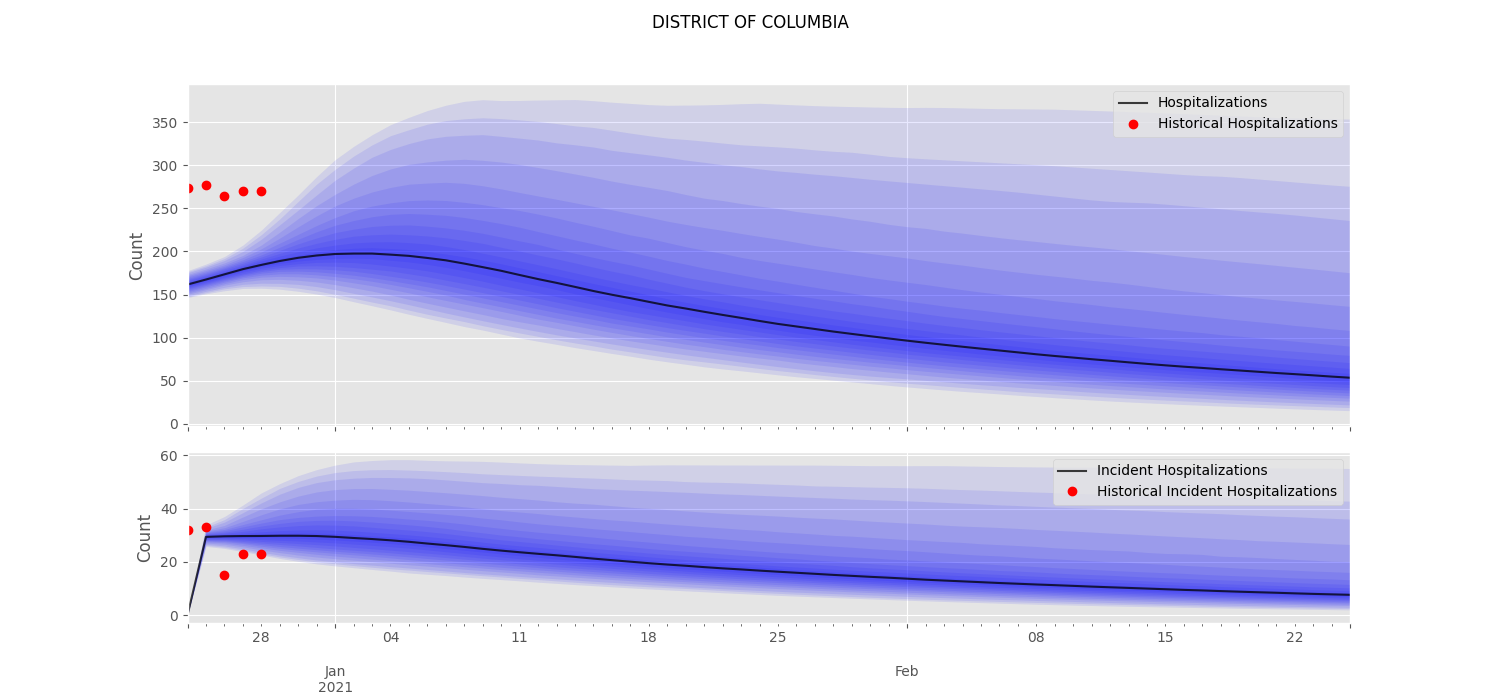 DISTRICT OF COLUMBIA
Hospitalizations
Historical Hospitalizations
350
300
250
200
150
100
50
0
Count
Incident Hospitalizations
Historical Incident Hospitalizations
60
40
20
0
Count
28 04 11 18 25 08 15 22
Jan Feb
2021